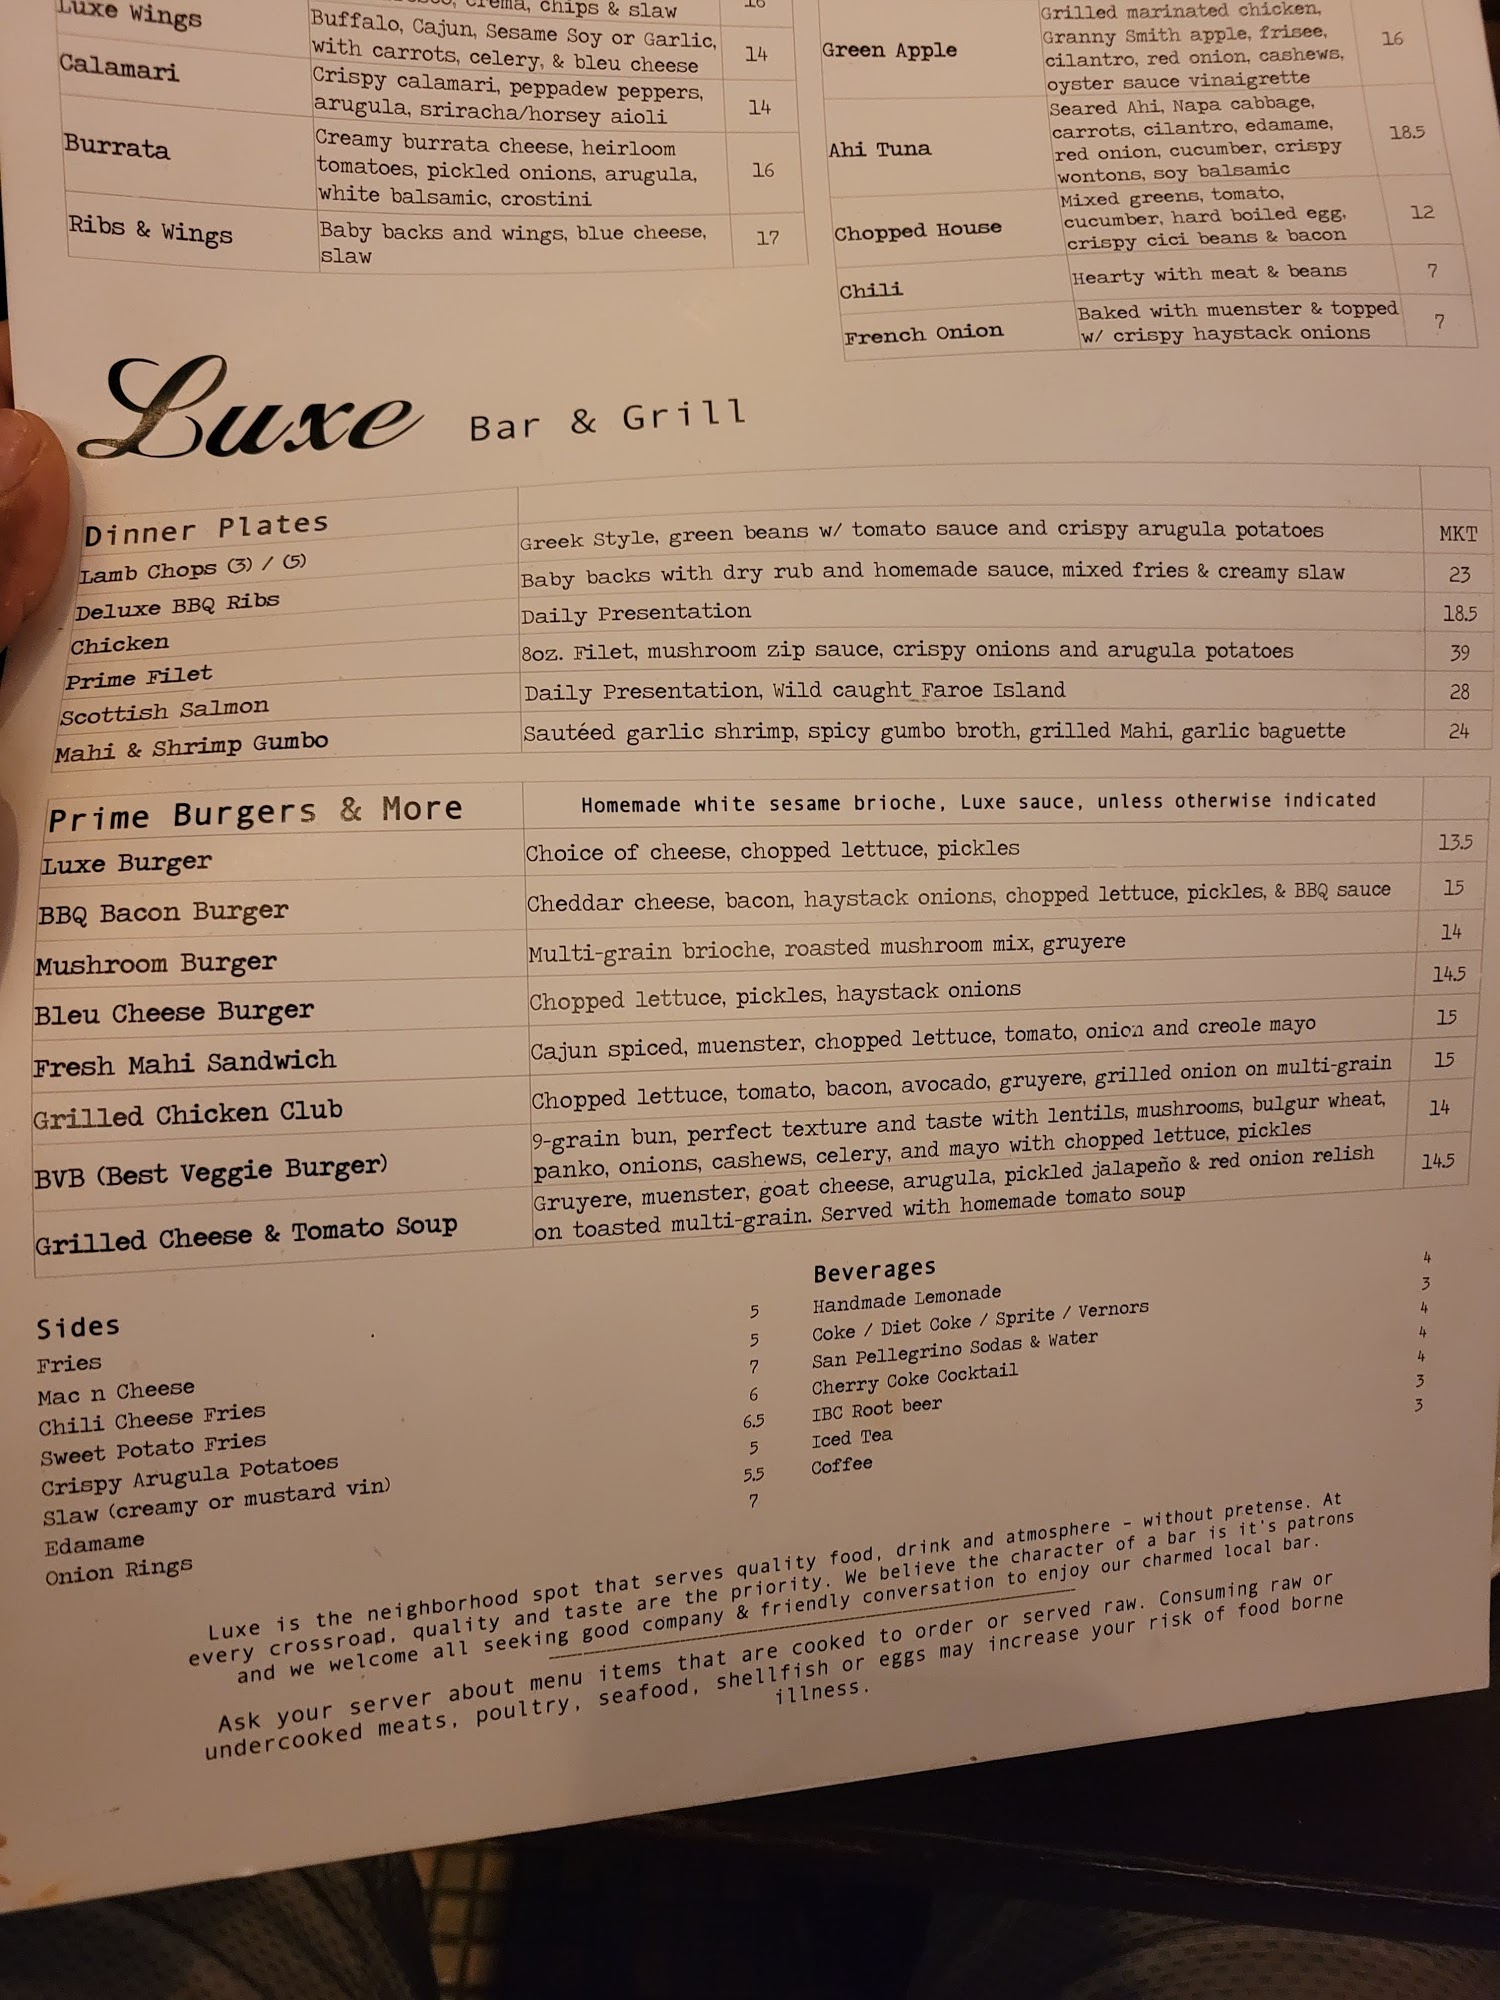 crema, chips & slaw 16
Luxe Wings
Buffalo, Cajun, Sesame Soy or Garlic,
with carrots, celery, & bleu cheese 14
Calamari
Crispy calamari, peppadew peppers,
arugula, sriracha/horsey aioli 14
Burrata
Creamy burrata cheese, heirloom
tomatoes, pickled onions, arugula,
white balsamic, crostini 16
Ribs & Wings
Baby backs and wings, blue cheese,
slaw 17
Green Apple
Grilled marinated chicken,
Granny Smith apple, frisee,
cilantro, red onion, cashews,
oyster sauce vinaigrette 16
Ahi Tuna
Seared Ahi, Napa cabbage,
carrots, cilantro, edamame,
red onion, cucumber, crispy
wontons, soy balsamic 18.5
Chopped House
Mixed greens, tomato,
cucumber, hard boiled egg,
crispy cici beans & bacon 12
Chili Hearty with meat & beans 7
French Onion
Baked with muenster & topped
w/ crispy haystack onions 7
Luxe Bar & Grill
Dinner Plates
Lamb Chops (3) / (5) Greek Style, green beans w/ tomato sauce and crispy arugula potatoes MKT
Deluxe BBQ Ribs Baby backs with dry rub and homemade sauce, mixed fries & creamy slaw 23
Chicken Daily Presentation 18.5
Prime Filet 8oz. Filet, mushroom zip sauce, crispy onions and arugula potatoes 39
Scottish Salmon Daily Presentation, Wild caught Faroe Island 28
Mahi & Shrimp Gumbo Sautéed garlic shrimp, spicy gumbo broth, grilled Mahi, garlic baguette 24
Prime Burgers & More Homemade white sesame brioche, Luxe sauce, unless otherwise indicated
Luxe Burger Choice of cheese, chopped lettuce, pickles 13.5
BBQ Bacon Burger Cheddar cheese, bacon, haystack onions, chopped lettuce, pickles, & BBQ sauce 15
Mushroom Burger Multi-grain brioche, roasted mushroom mix, gruyere 14
Bleu Cheese Burger Chopped lettuce, pickles, haystack onions 14.5
Fresh Mahi Sandwich Cajun spiced, muenster, chopped lettuce, tomato, onion and creole mayo 15
Grilled Chicken Club Chopped lettuce, tomato, bacon, avocado, gruyere, grilled onion on multi-grain 15
BVB (Best Veggie Burger)
9-grain bun, perfect texture and taste with lentils, mushrooms, bulgur wheat,
panko, onions, cashews, celery, and mayo with chopped lettuce, pickles 14
Grilled Cheese & Tomato Soup
Gruyere, muenster, goat cheese, arugula, pickled jalapeño & red onion relish
on toasted multi-grain. Served with homemade tomato soup 14.5
Sides
Fries 5
Mac n Cheese 5
Chili Cheese Fries 7
Sweet Potato Fries 6
Crispy Arugula Potatoes 6.5
Slaw (creamy or mustard vin) 5
Edamame 5.5
Onion Rings 7
Beverages
Handmade Lemonade 4
Coke / Diet Coke / Sprite / Vernors 3
San Pellegrino Sodas & Water 4
Cherry Coke Cocktail 4
IBC Root beer 4
Iced Tea 3
Coffee 3
Luxe is the neighborhood spot that serves quality food, drink and atmosphere – without pretense. At
every crossroad, quality and taste are the priority. We believe the character of a bar is it's patrons
and we welcome all seeking good company & friendly conversation to enjoy our charmed local bar.
Ask your server about menu items that are cooked to order or served raw. Consuming raw or
undercooked meats, poultry, seafood, shellfish or eggs may increase your risk of food borne
illness.